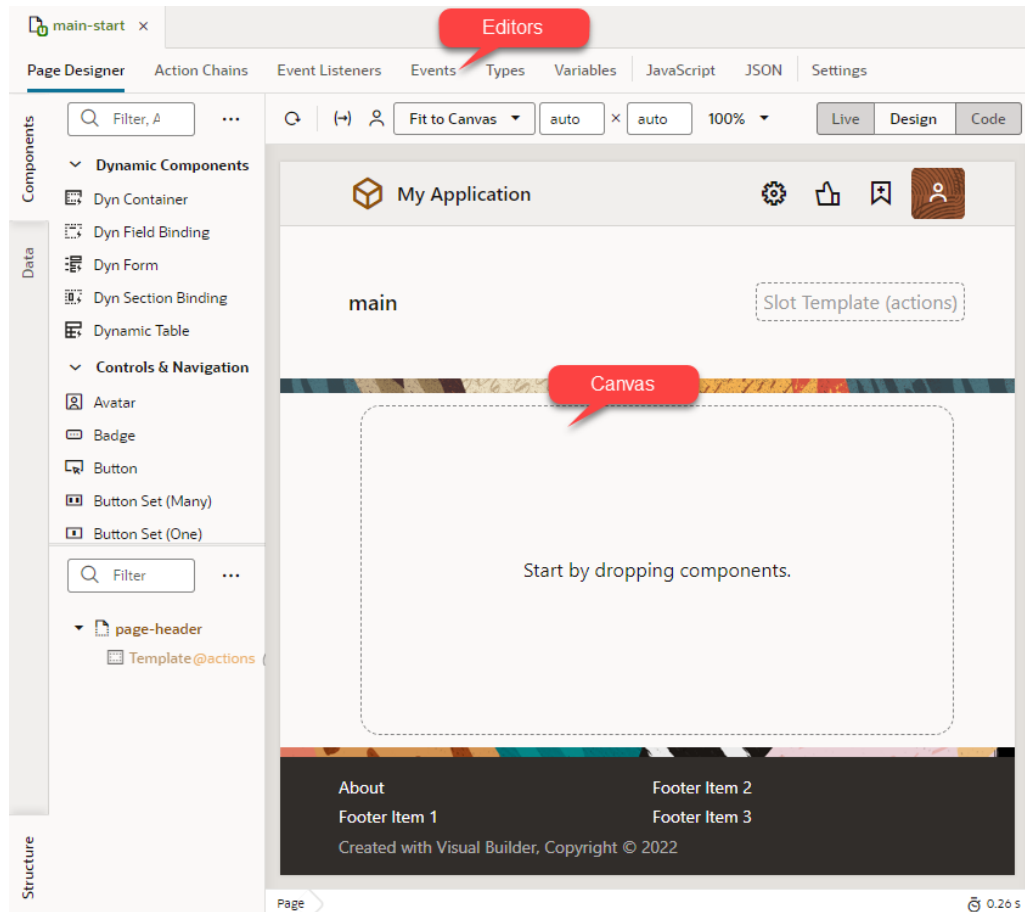 main-start ×
Editors
Page Designer Action Chains Event Listeners Events Types Variables JavaScript JSON Settings
Components
Data
Structure
Filter, A ...
Dynamic Components
Dyn Container
Dyn Field Binding
Dyn Form
Dyn Section Binding
Dynamic Table
Controls & Navigation
Avatar
Badge
Button
Button Set (Many)
Button Set (One)
Filter ...
page-header
Template@actions (
Fit to Canvas auto × auto 100% Live Design Code
My Application
main
Slot Template (actions)
Canvas
Start by dropping components.
About Footer Item 2
Footer Item 1 Footer Item 3
Created with Visual Builder, Copyright © 2022
Page 0.26 s